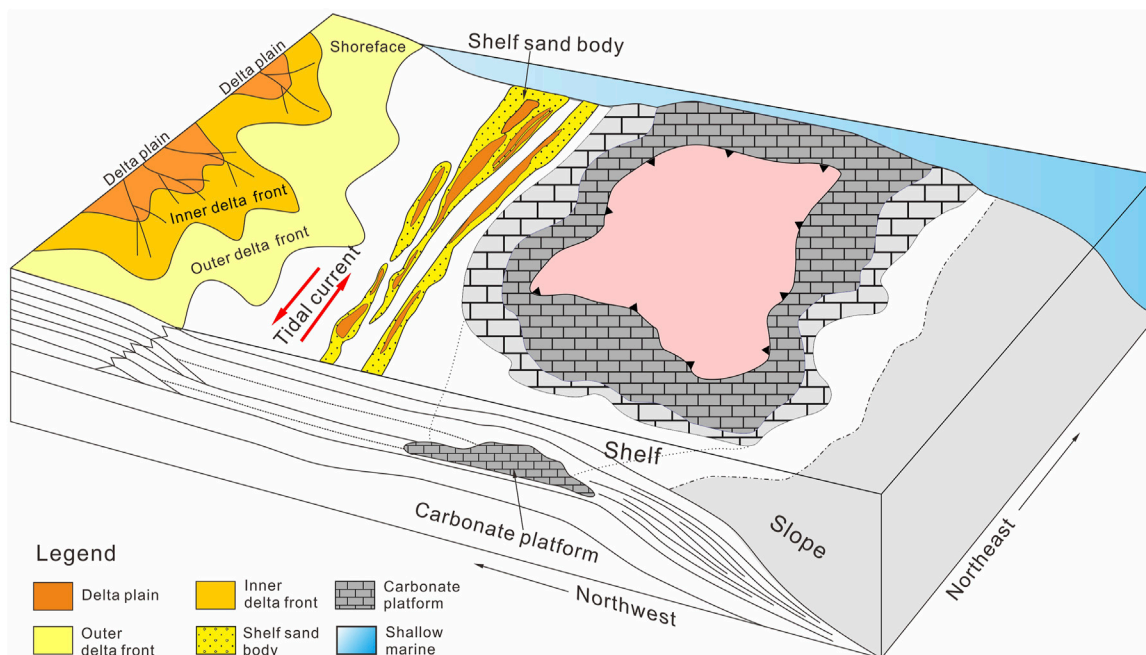 Shoreface
Shelf sand
body
Delta plain
Delta plain
Inner delta front
Outer delta front
Tidal current
Shelf
Carbonate platform
Slope
Northeast
Northwest
Legend
Delta plain
Inner
delta front
Carbonate
platform
Outer
delta front
Shelf sand
body
Shallow
marine